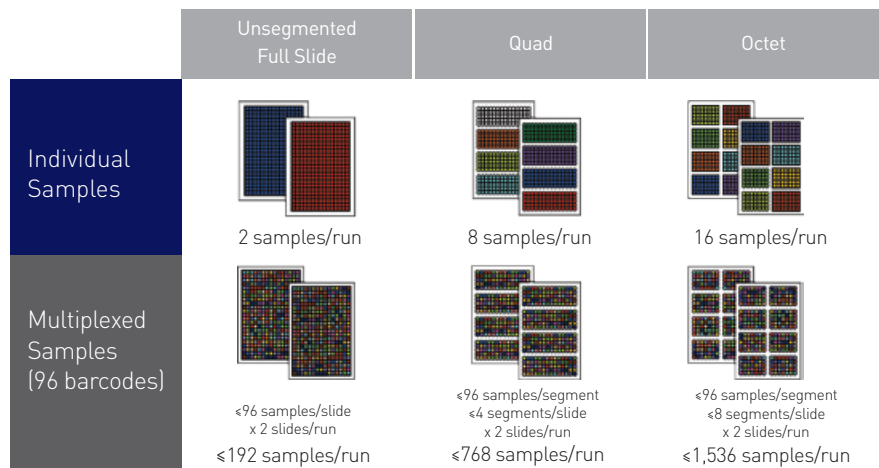 Unsegmented
Full Slide
Quad
Octet
Individual
Samples
2 samples/run
8 samples/run
16 samples/run
Multiplexed
Samples
(96 barcodes)
⩽96 samples/slide
x 2 slides/run
⩽192 samples/run
⩽96 samples/segment
⩽4 segments/slide
x 2 slides/run
⩽768 samples/run
⩽96 samples/segment
⩽8 segments/slide
x 2 slides/run
⩽1,536 samples/run